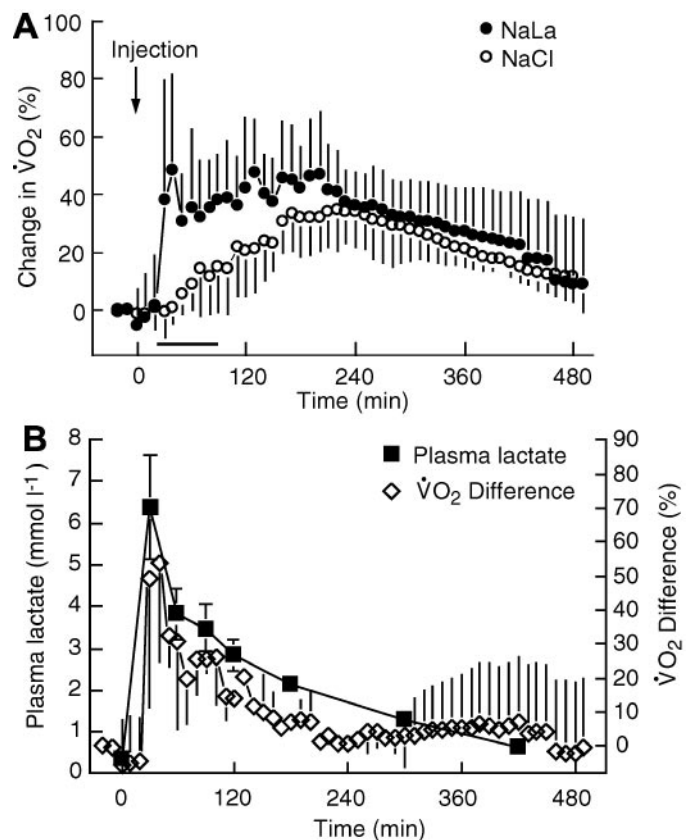 A
100
80
60
40
20
0
Change in V̇O2 (%)
Injection
NaLa
NaCl
0 120 240 360 480
Time (min)
B
8
7
6
5
4
3
2
1
0
Plasma lactate (mmol l-1)
Plasma lactate
V̇O2 Difference
90
80
70
60
50
40
30
20
10
0
V̇O2 Difference (%)
0 120 240 360 480
Time (min)